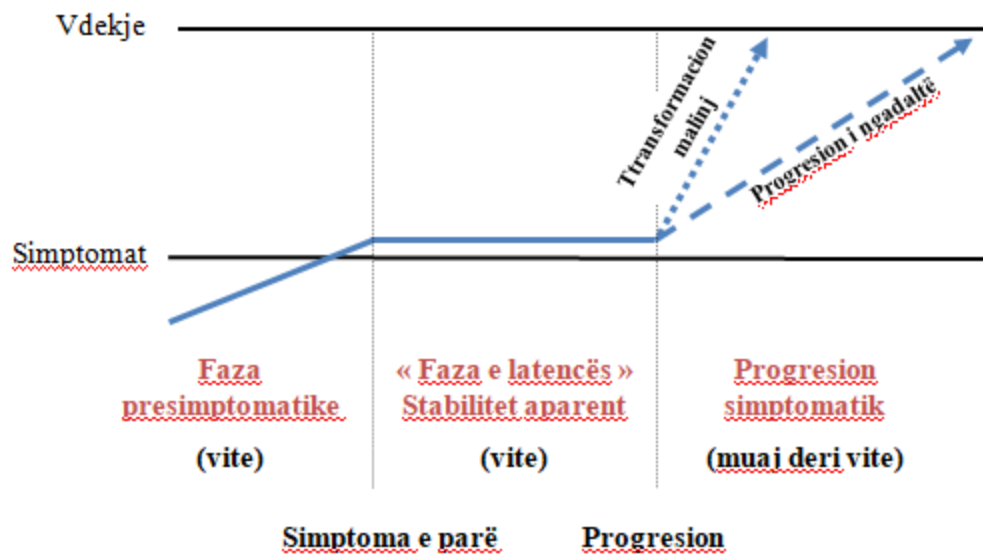 Vdekje
Ttransformacion
malinj
Progresion i ngadaltë
Simptomat
Faza
presimptomatike
(vite)
« Faza e latencës »
Stabilitet aparent
(vite)
Progresion
simptomatik
(muaj deri vite)
Simptoma e parë
Progresion